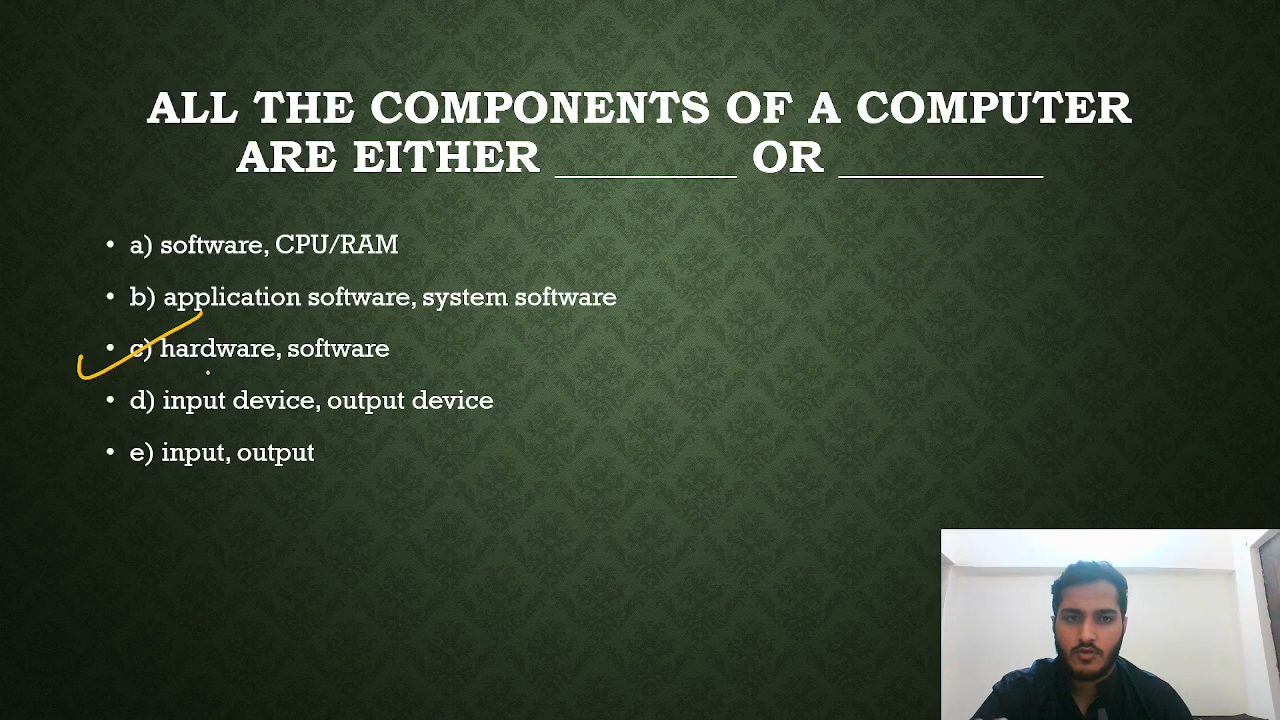 ALL THE COMPONENTS OF A COMPUTER
ARE EITHER ________ OR _________
• a) software, CPU/RAM
• b) application software, system software
• c) hardware, software
• d) input device, output device
• e) input, output